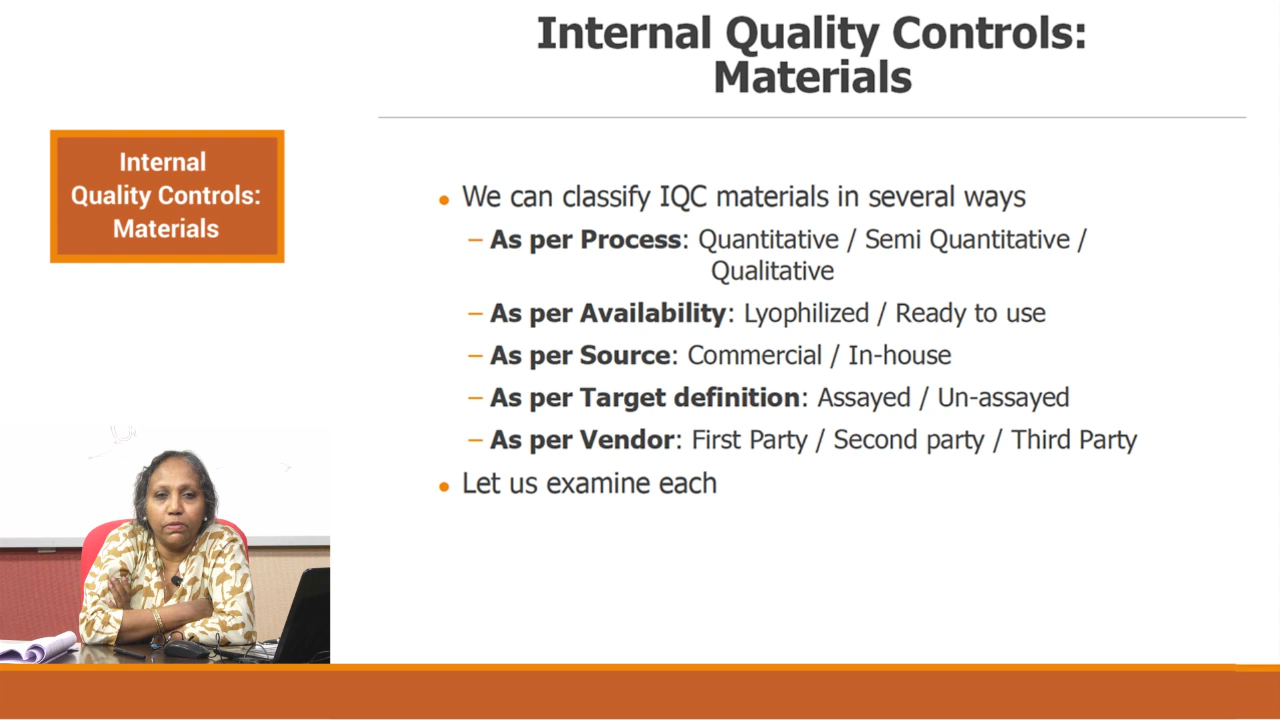 Internal Quality Controls:
Materials
Internal
Quality Controls:
Materials
• We can classify IQC materials in several ways
– As per Process: Quantitative / Semi Quantitative /
Qualitative
– As per Availability: Lyophilized / Ready to use
– As per Source: Commercial / In-house
– As per Target definition: Assayed / Un-assayed
– As per Vendor: First Party / Second party / Third Party
• Let us examine each